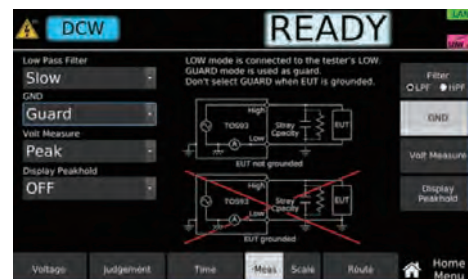 DCW
READY
LAN
Low Pass Filter
Slow
GND
Guard
Volt Measure
Peak
Display Peakhold
OFF
LOW mode is connected to the tester's LOW.
GUARD mode is used as guard.
Don't select GUARD when EUT is grounded.
High
TOS93
Stray
Cpacity
EUT
Low
A
EUT not grounded
High
TOS93
Stray
Cpacity
EUT
Low
A
EUT grounded
Filter
LPF HPF
GND
Volt Measure
Display
Peakhold
Voltage
Judgement
Time
Meas
Scale
Route
Home
Menu